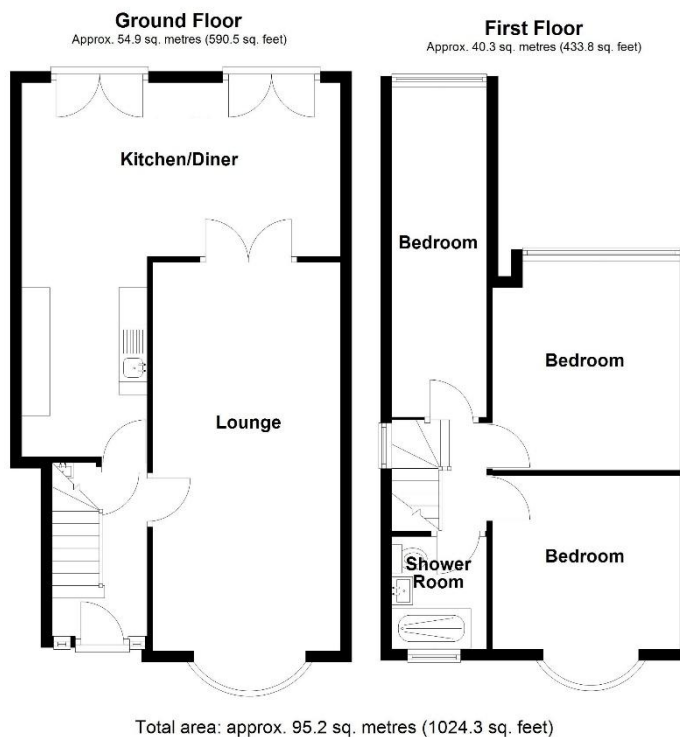 Ground Floor
Approx. 54.9 sq. metres (590.5 sq. feet)
Kitchen/Diner
Lounge
First Floor
Approx. 40.3 sq. metres (433.8 sq. feet)
Bedroom
Bedroom
Bedroom
Shower
Room
Total area: approx. 95.2 sq. metres (1024.3 sq. feet)